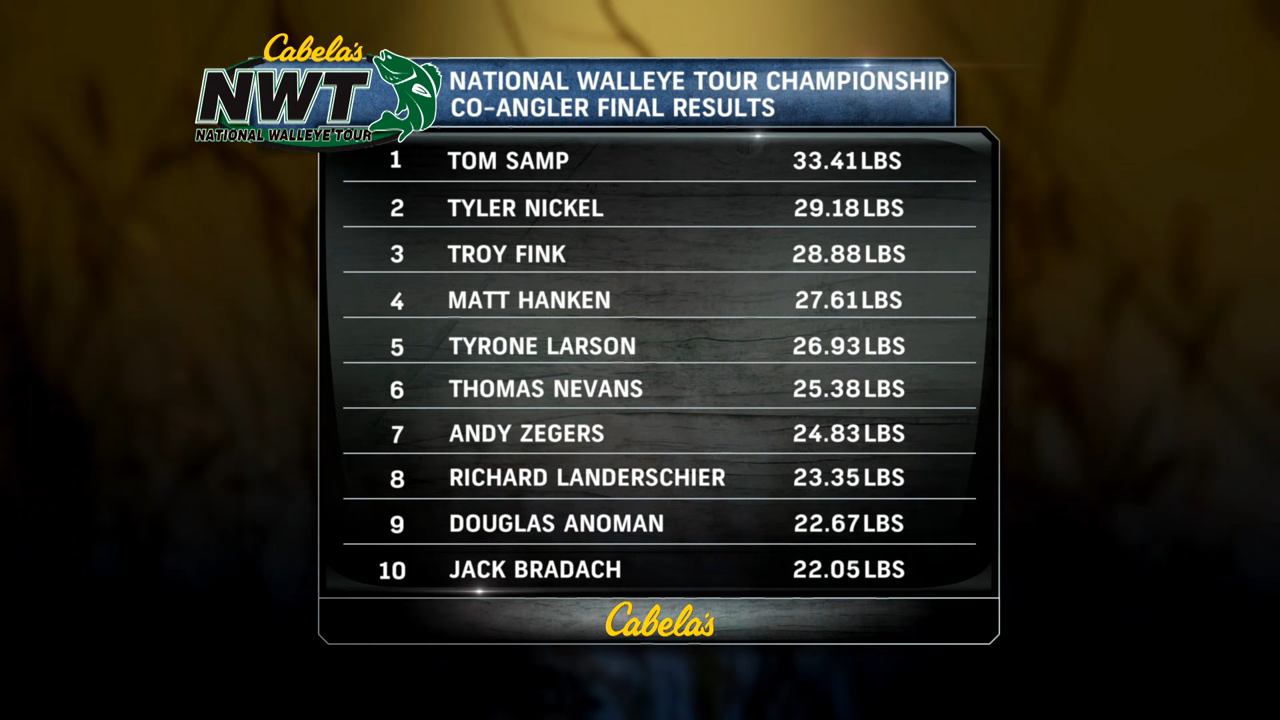 Cabela's
NWT
NATIONAL WALLEYE TOUR
NATIONAL WALLEYE TOUR CHAMPIONSHIP
CO-ANGLER FINAL RESULTS
1 TOM SAMP 33.41LBS
2 TYLER NICKEL 29.18LBS
3 TROY FINK 28.88LBS
4 MATT HANKEN 27.61LBS
5 TYRONE LARSON 26.93LBS
6 THOMAS NEVANS 25.38LBS
7 ANDY ZEGERS 24.83LBS
8 RICHARD LANDERSCHIER 23.35LBS
9 DOUGLAS ANOMAN 22.67LBS
10 JACK BRADACH 22.05LBS
Cabela's